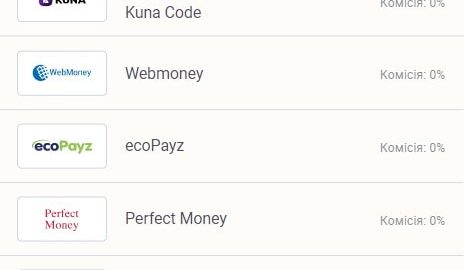 KUNA
Kuna Code
Комісія: 0%
WebMoney
Webmoney
Комісія: 0%
ecoPayz
ecoPayz
Комісія: 0%
Perfect
Money
Perfect Money
Комісія: 0%